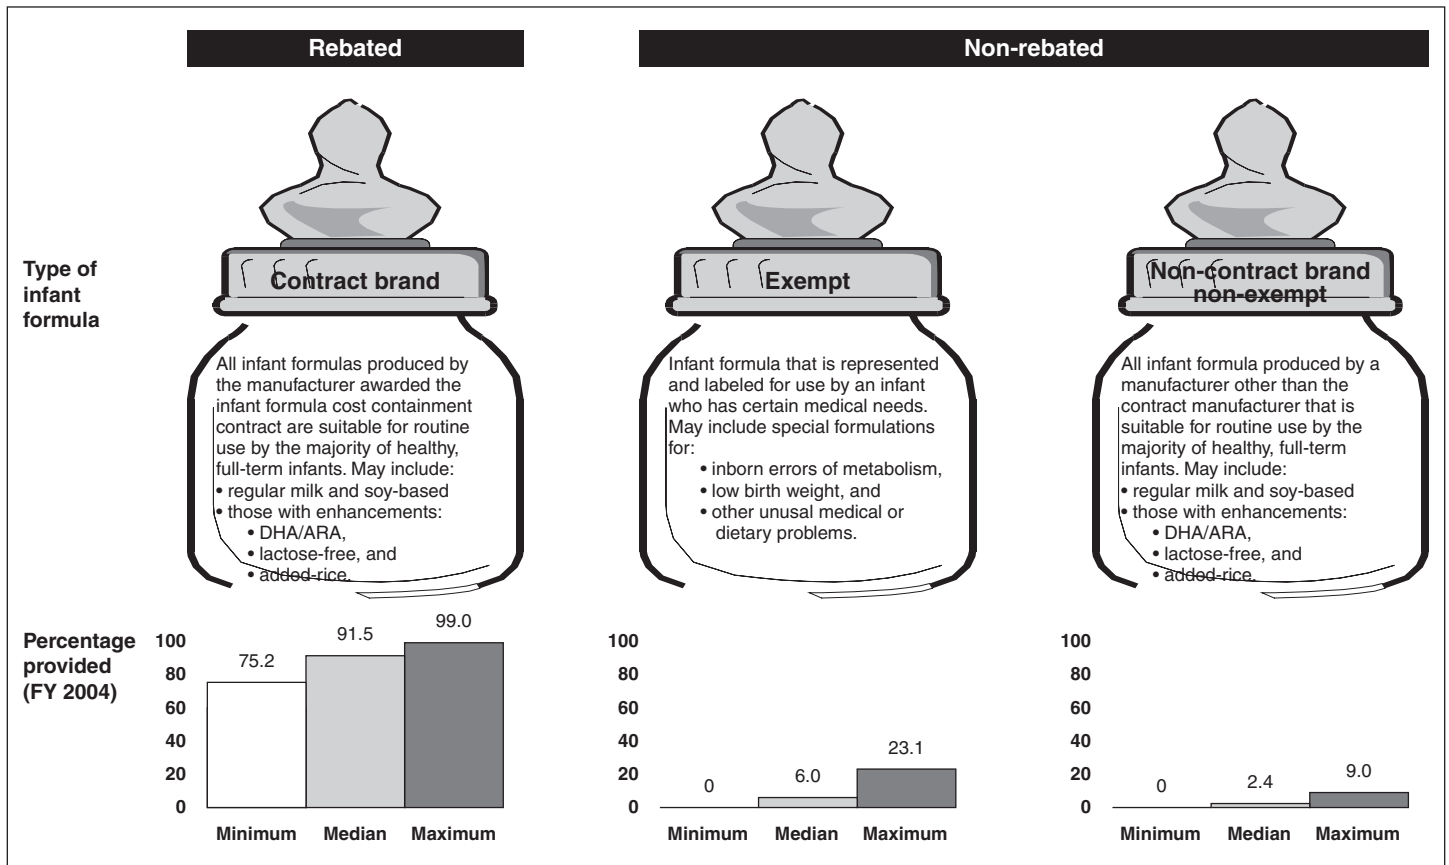 Rebated
Non-rebated
Type of
infant
formula
Contract brand
Exempt
Non-contract brand
non-exempt
All infant formulas produced by
the manufacturer awarded the
infant formula cost containment
contract are suitable for routine
use by the majority of healthy,
full-term infants. May include:
• regular milk and soy-based
• those with enhancements:
• DHA/ARA,
• lactose-free, and
• added-rice.
Infant formula that is represented
and labeled for use by an infant
who has certain medical needs.
May include special formulations
for:
• inborn errors of metabolism,
• low birth weight, and
• other unusal medical or
dietary problems.
All infant formula produced by a
manufacturer other than the
contract manufacturer that is
suitable for routine use by the
majority of healthy, full-term
infants. May include:
• regular milk and soy-based
• those with enhancements:
• DHA/ARA,
• lactose-free, and
• added-rice.
Percentage
provided
(FY 2004)
100
80
60
40
20
0
75.2
91.5
99.0
Minimum
Median
Maximum
100
80
60
40
20
0
0
6.0
23.1
Minimum
Median
Maximum
100
80
60
40
20
0
0
2.4
9.0
Minimum
Median
Maximum